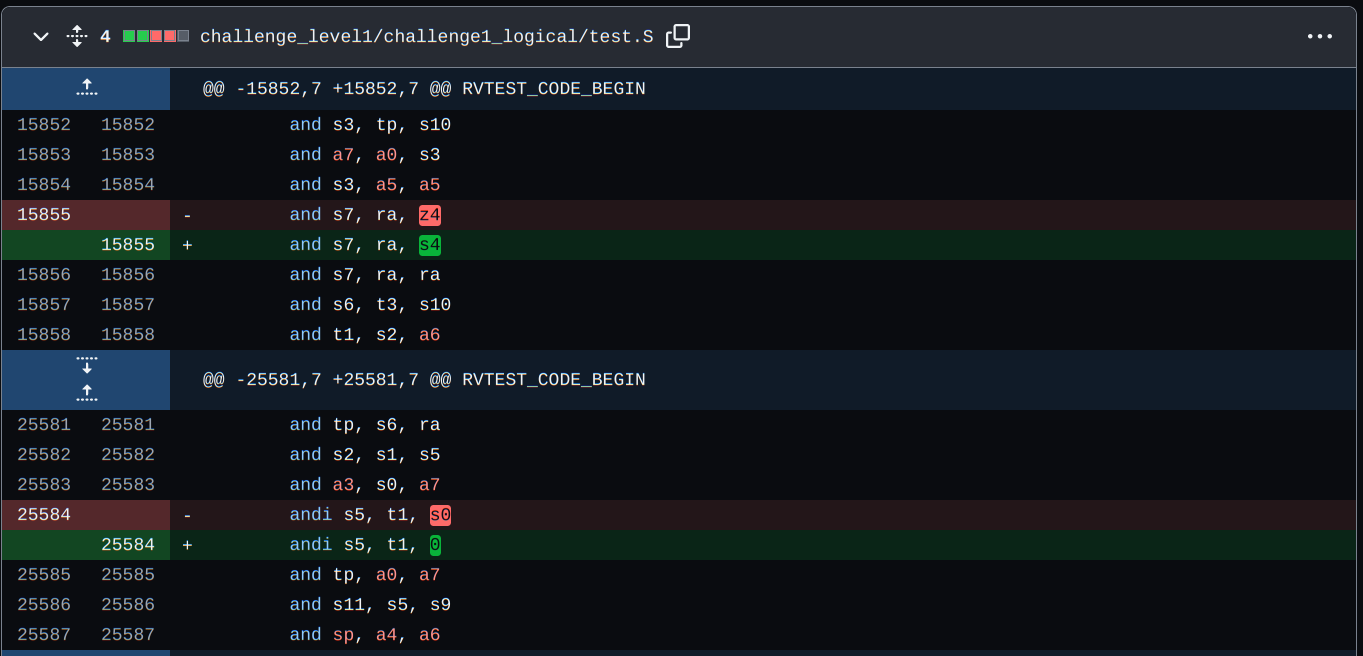 4 challenge_level1/challenge1_logical/test.S
@@ -15852,7 +15852,7 @@ RVTEST_CODE_BEGIN
15852 15852 and s3, tp, s10
15853 15853 and a7, a0, s3
15854 15854 and s3, a5, a5
15855 - and s7, ra, z4
15855 + and s7, ra, s4
15856 15856 and s7, ra, ra
15857 15857 and s6, t3, s10
15858 15858 and t1, s2, a6
@@ -25581,7 +25581,7 @@ RVTEST_CODE_BEGIN
25581 25581 and tp, s6, ra
25582 25582 and s2, s1, s5
25583 25583 and a3, s0, a7
25584 - andi s5, t1, s0
25584 + andi s5, t1, 0
25585 25585 and tp, a0, a7
25586 25586 and s11, s5, s9
25587 25587 and sp, a4, a6